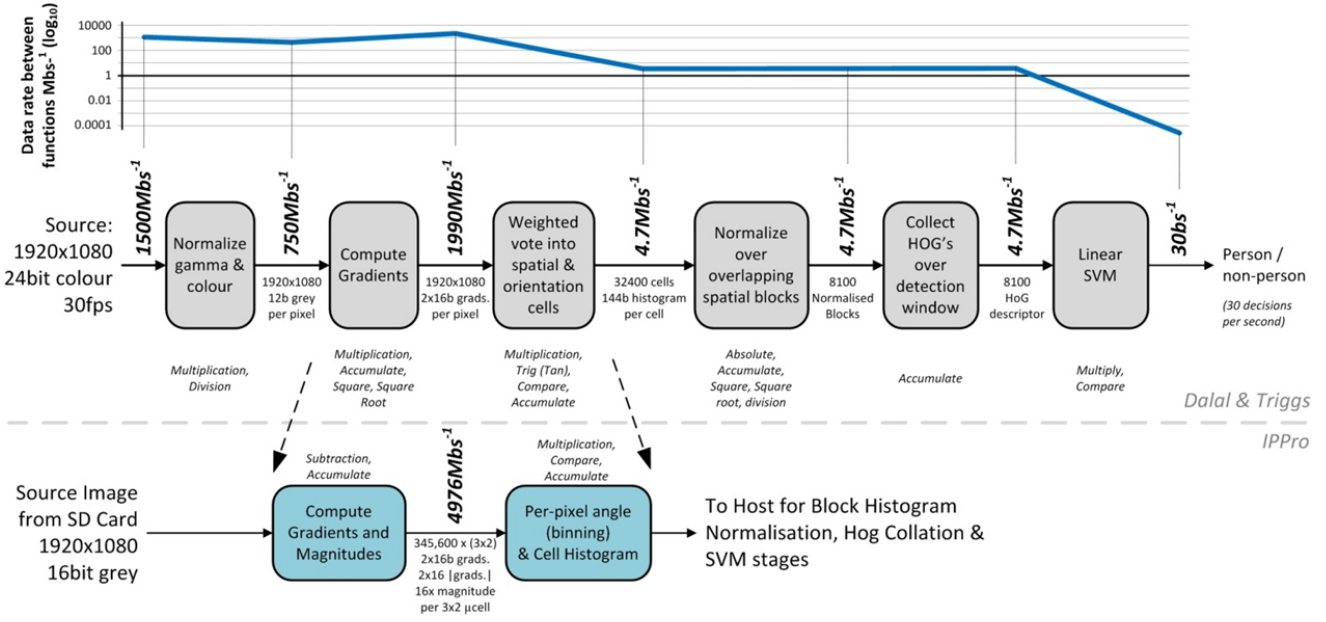 Data rate between
functions Mbs-¹ (log₁₀)
10000
100
1
0.01
0.0001
1500Mbs⁻¹
750Mbs⁻¹
1990Mbs⁻¹
4.7Mbs⁻¹
4.7Mbs⁻¹
4.7Mbs⁻¹
30bs⁻¹
Source:
1920x1080
24bit colour
30fps
Normalize
gamma &
colour
1920x1080
12b grey
per pixel
Compute
Gradients
1920x1080
2x16b grads.
per pixel
Weighted
vote into
spatial &
orientation
cells
32400 cells
144b histogram
per cell
Normalize
over
overlapping
spatial blocks
8100
Normalised
Blocks
Collect
HOG's
over
detection
window
8100
HoG
descriptor
Linear
SVM
Person /
non-person
(30 decisions
per second)
Multiplication,
Division
Multiplication,
Accumulate,
Square, Square
Root
Multiplication,
Trig (Tan),
Compare,
Accumulate
Absolute,
Accumulate,
Square, Square
root, division
Accumulate
Multiply,
Compare
Dalal & Triggs
IPPro
Source Image
from SD Card
1920x1080
16bit grey
Subtraction,
Accumulate
Compute
Gradients and
Magnitudes
4976Mbs⁻¹
345,600 x (3x2)
2x16b grads.
2x16 |grads.|
16x magnitude
per 3x2 µcell
Multiplication,
Compare,
Accumulate
Per-pixel angle
(binning)
& Cell Histogram
To Host for Block Histogram
Normalisation, Hog Collation &
SVM stages